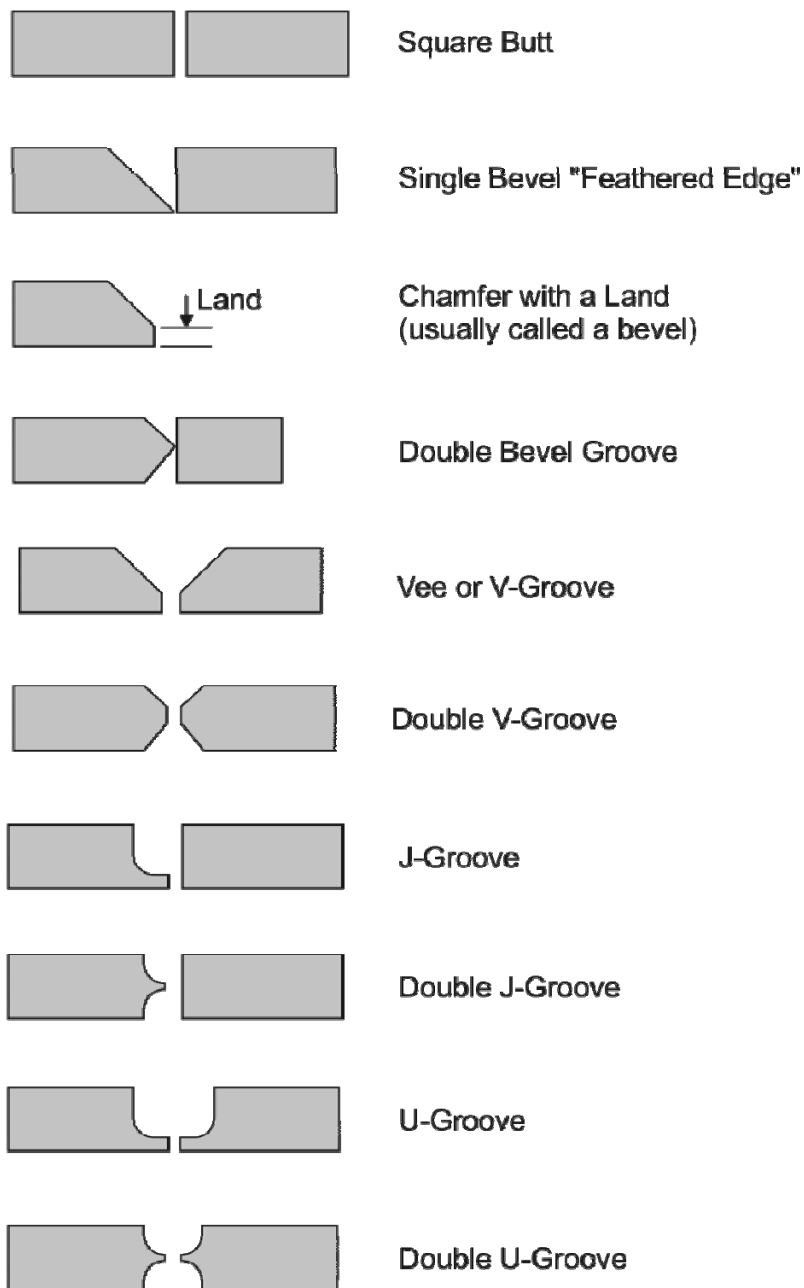 Square Butt
Single Bevel "Feathered Edge"
Land
Chamfer with a Land
(usually called a bevel)
Double Bevel Groove
Vee or V-Groove
Double V-Groove
J-Groove
Double J-Groove
U-Groove
Double U-Groove